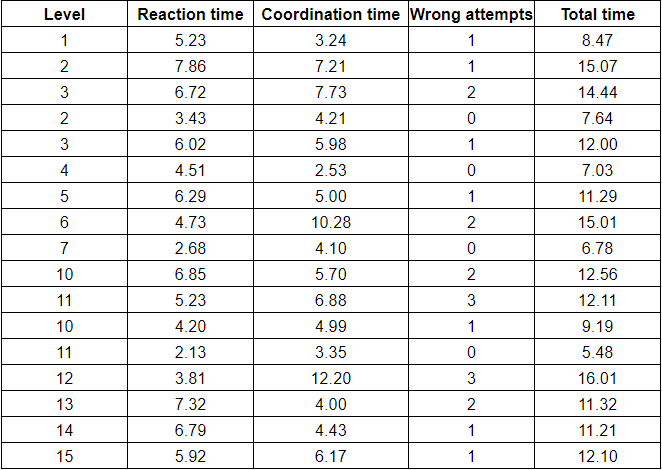 Level Reaction time Coordination time Wrong attempts Total time
1 5.23 3.24 1 8.47
2 7.86 7.21 1 15.07
3 6.72 7.73 2 14.44
2 3.43 4.21 0 7.64
3 6.02 5.98 1 12.00
4 4.51 2.53 0 7.03
5 6.29 5.00 1 11.29
6 4.73 10.28 2 15.01
7 2.68 4.10 0 6.78
10 6.85 5.70 2 12.56
11 5.23 6.88 3 12.11
10 4.20 4.99 1 9.19
11 2.13 3.35 0 5.48
12 3.81 12.20 3 16.01
13 7.32 4.00 2 11.32
14 6.79 4.43 1 11.21
15 5.92 6.17 1 12.10